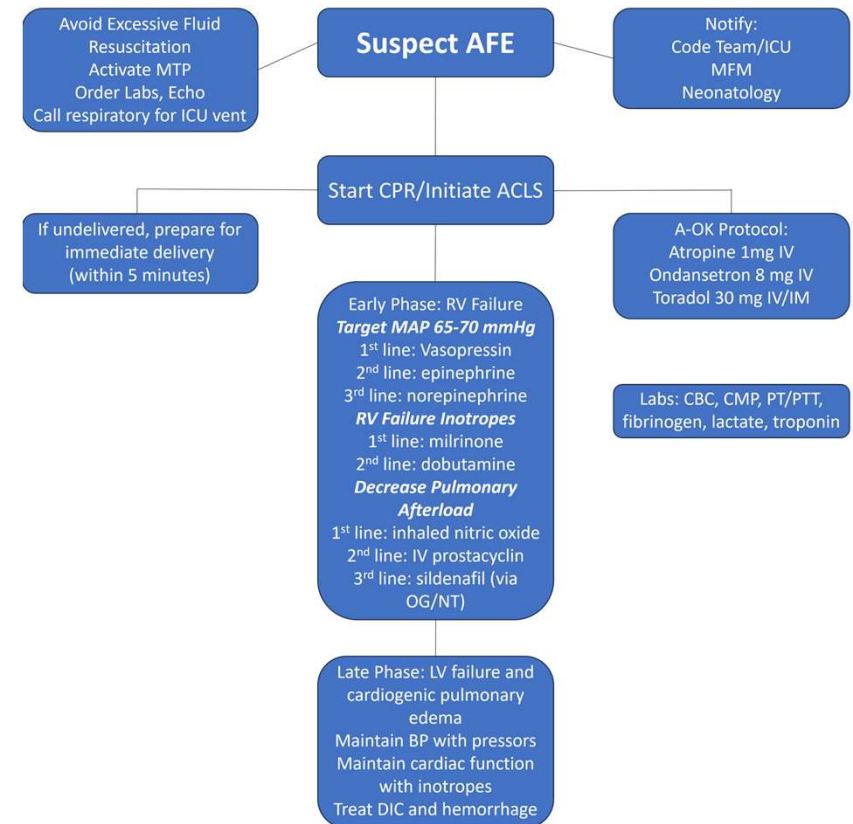 Suspect AFE
Avoid Excessive Fluid
Resuscitation
Activate MTP
Order Labs, Echo
Call respiratory for ICU vent
Notify:
Code Team/ICU
MFM
Neonatology
Start CPR/Initiate ACLS
If undelivered, prepare for
immediate delivery
(within 5 minutes)
A-OK Protocol:
Atropine 1mg IV
Ondansetron 8 mg IV
Toradol 30 mg IV/IM
Early Phase: RV Failure
Target MAP 65-70 mmHg
1st line: Vasopressin
2nd line: epinephrine
3rd line: norepinephrine
RV Failure Inotropes
1st line: milrinone
2nd line: dobutamine
Decrease Pulmonary
Afterload
1st line: inhaled nitric oxide
2nd line: IV prostacyclin
3rd line: sildenafil (via
OG/NT)
Labs: CBC, CMP, PT/PTT,
fibrinogen, lactate, troponin
Late Phase: LV failure and
cardiogenic pulmonary
edema
Maintain BP with pressors
Maintain cardiac function
with inotropes
Treat DIC and hemorrhage